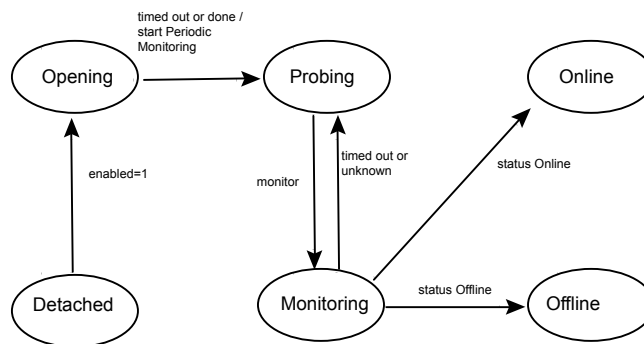 timed out or done /
start Periodic
Monitoring
Opening
Probing
Online
enabled=1
monitor
timed out or
unknown
status Online
Detached
Monitoring
status Offline
Offline